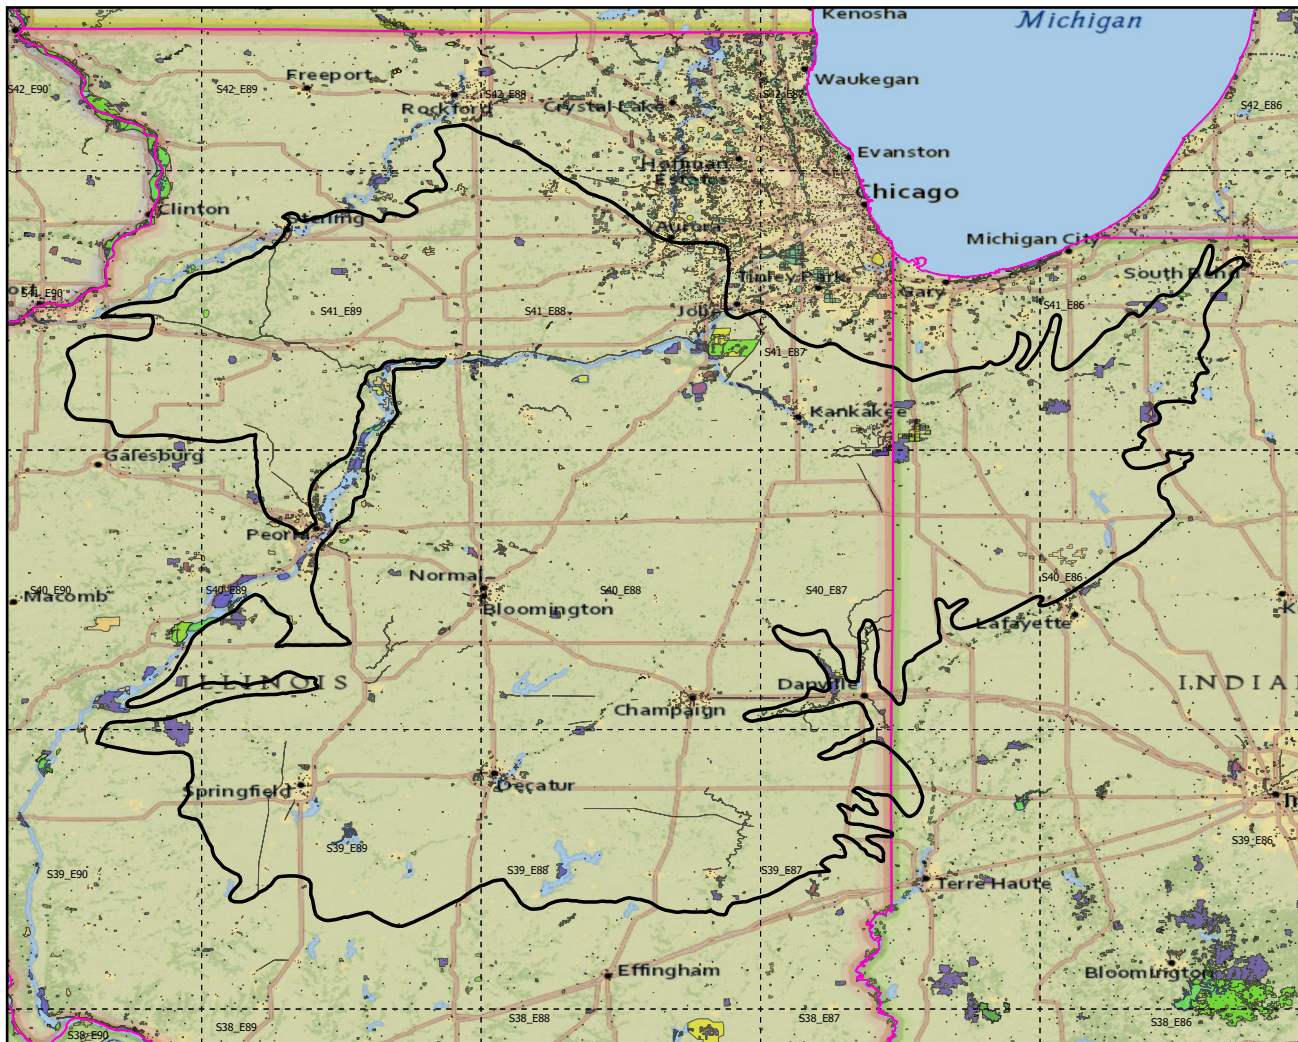 Kenosha
Michigan
Freeport
Waukegan
S42_E90
S42_E89
S42_E88
S42_E87
Rockford
Crystal Lake
S42_E86
Evanston
Hoffman
Estates
Chicago
Clinton
Sterling
Aurora
Michigan City
Tinley Park
South Bend
Gary
S41_E90
S41_E89
S41_E88
Joliet
S41_E86
S41_E87
Kankakee
Galesburg
Peoria
Normal
S40_E90
S40_E89
S40_E88
S40_E87
S40_E86
Macomb
Bloomington
Lafayette
ILLINOIS
Danville
INDIA
Champaign
Springfield
Decatur
S39_E89
S39_E86
S39_E90
S39_E88
S39_E87
Terre Haute
Effingham
Bloomington
S38_E90
S38_E89
S38_E88
S38_E87
S38_E86